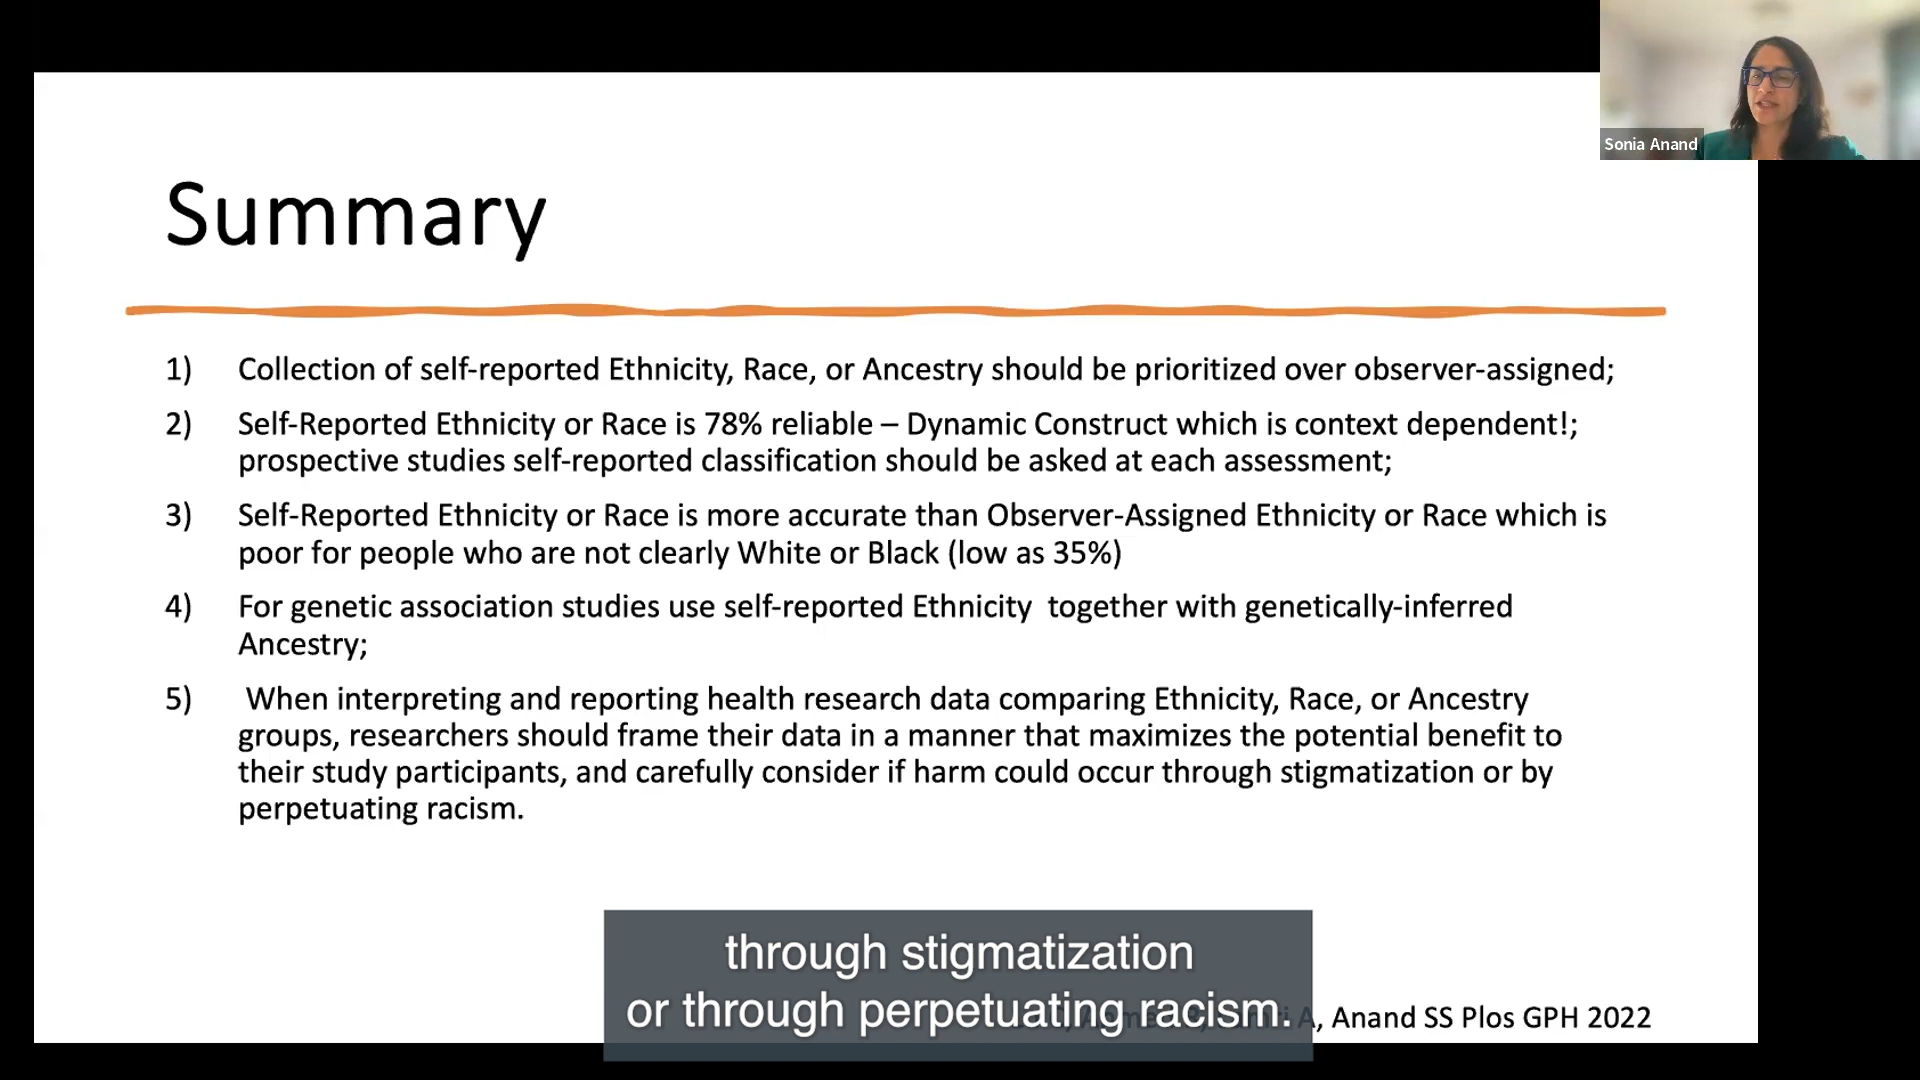 Sonia Anand
Summary
1) Collection of self-reported Ethnicity, Race, or Ancestry should be prioritized over observer-assigned;
2) Self-Reported Ethnicity or Race is 78% reliable – Dynamic Construct which is context dependent!;
prospective studies self-reported classification should be asked at each assessment;
3) Self-Reported Ethnicity or Race is more accurate than Observer-Assigned Ethnicity or Race which is
poor for people who are not clearly White or Black (low as 35%)
4) For genetic association studies use self-reported Ethnicity together with genetically-inferred
Ancestry;
5) When interpreting and reporting health research data comparing Ethnicity, Race, or Ancestry
groups, researchers should frame their data in a manner that maximizes the potential benefit to
their study participants, and carefully consider if harm could occur through stigmatization or by
perpetuating racism.
through stigmatization
or through perpetuating racism.
A, Anand SS Plos GPH 2022